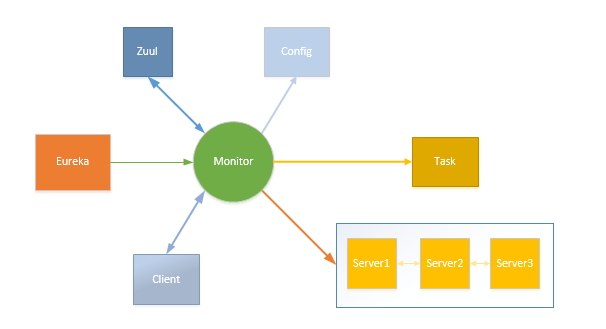 Zuul
Config
Eureka
Monitor
Task
Server1
Server2
Server3
Client